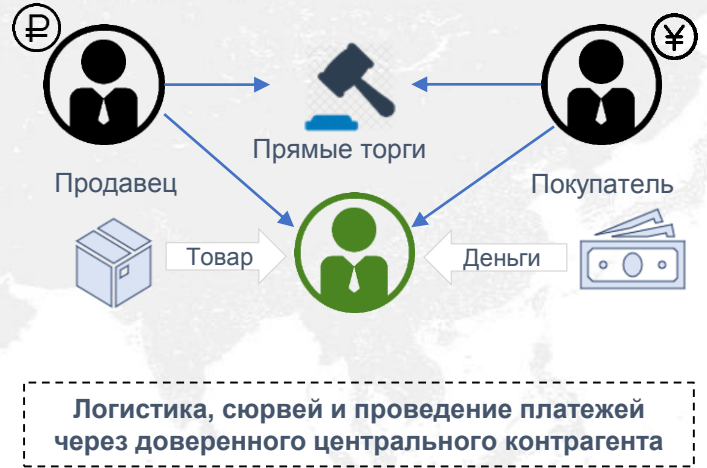 ₽
¥
Прямые торги
Продавец
Покупатель
Товар
Деньги
Логистика, сюрвей и проведение платежей
через доверенного центрального контрагента